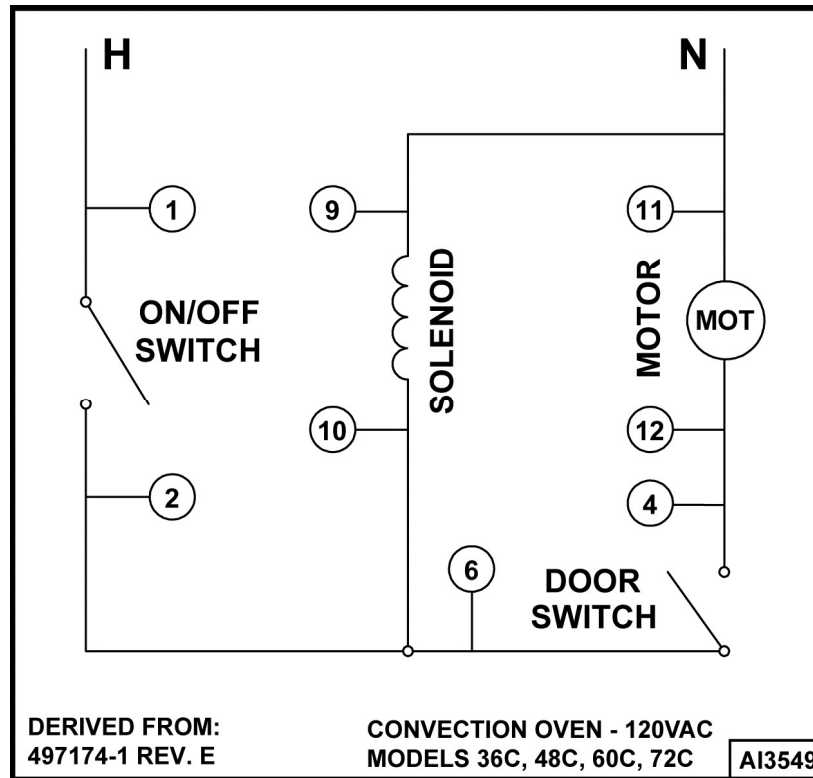 H
N
1
9
11
ON/OFF
SWITCH
SOLENOID
MOTOR
MOT
10
12
2
4
6
DOOR
SWITCH
DERIVED FROM:
497174-1 REV. E
CONVECTION OVEN - 120VAC
MODELS 36C, 48C, 60C, 72C
AI3549